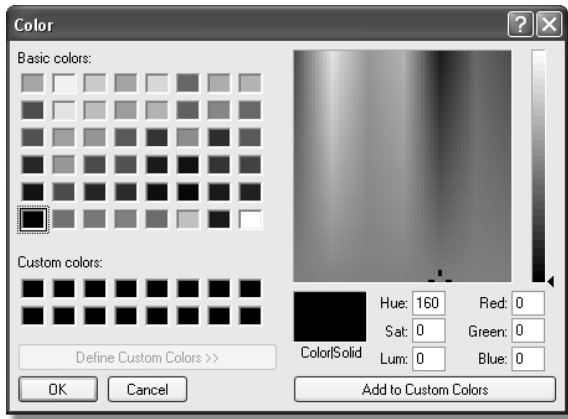 Color
Basic colors:
Custom colors:
Define Custom Colors >>
OK
Cancel
Color|Solid
Hue: 160
Red: 0
Sat: 0
Green: 0
Lum: 0
Blue: 0
Add to Custom Colors